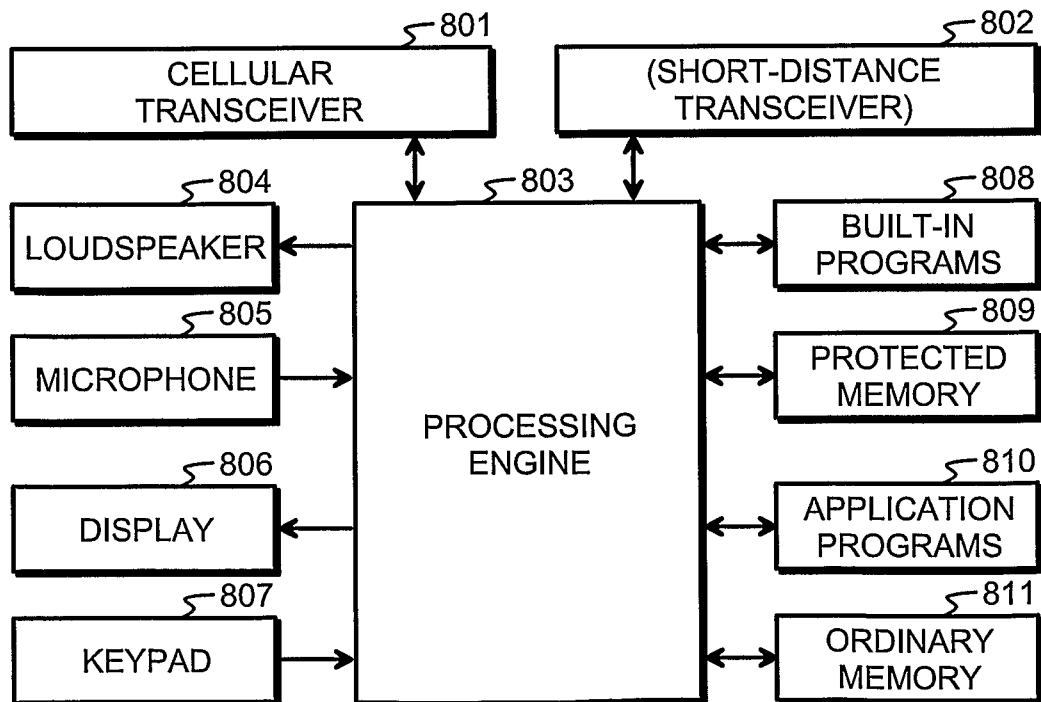 801
CELLULAR
TRANSCEIVER
802
(SHORT-DISTANCE
TRANSCEIVER)
803
PROCESSING
ENGINE
804
LOUDSPEAKER
805
MICROPHONE
806
DISPLAY
807
KEYPAD
808
BUILT-IN
PROGRAMS
809
PROTECTED
MEMORY
810
APPLICATION
PROGRAMS
811
ORDINARY
MEMORY